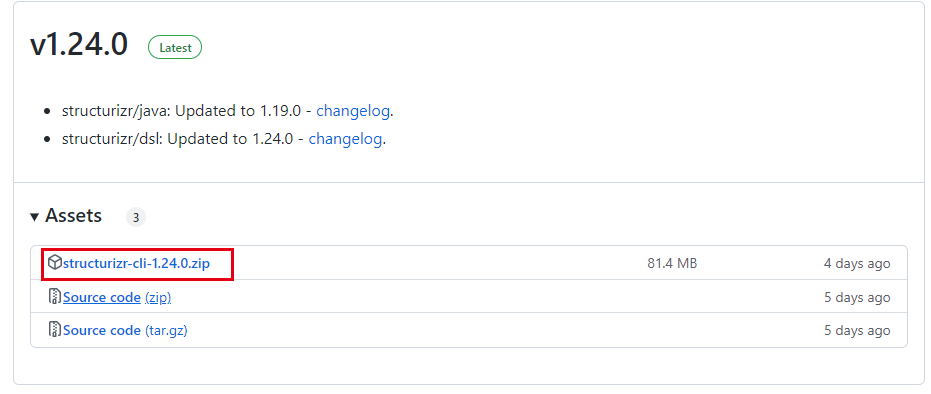 v1.24.0 Latest
structurizr/java: Updated to 1.19.0 - changelog.
structurizr/dsl: Updated to 1.24.0 - changelog.
Assets 3
structurizr-cli-1.24.0.zip 81.4 MB 4 days ago
Source code (zip) 5 days ago
Source code (tar.gz) 5 days ago